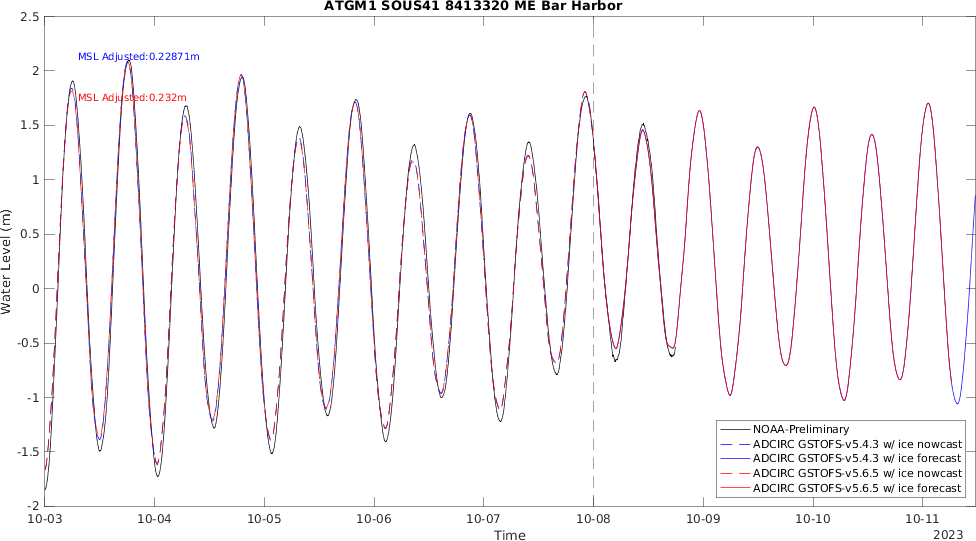 ATGM1 SOUS41 8413320 ME Bar Harbor
2.5
2
1.5
1
0.5
0
-0.5
-1
-1.5
-2
Water Level (m)
MSL Adjusted:0.22871m
MSL Adjusted:0.232m
NOAA-Preliminary
ADCIRC GSTOFS-v5.4.3 w/ ice nowcast
ADCIRC GSTOFS-v5.4.3 w/ ice forecast
ADCIRC GSTOFS-v5.6.5 w/ ice nowcast
ADCIRC GSTOFS-v5.6.5 w/ ice forecast
10-03 10-04 10-05 10-06 10-07 10-08 10-09 10-10 10-11
Time
2023